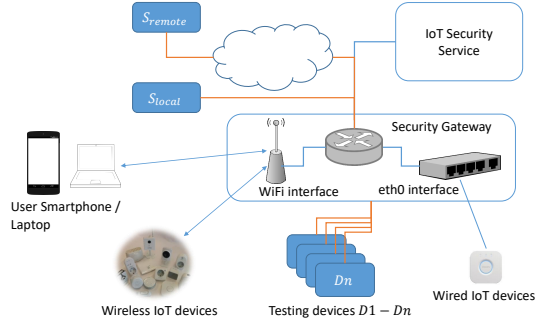 S_remote
IoT Security
Service
S_local
Security Gateway
WiFi interface
eth0 interface
User Smartphone /
Laptop
Dn
Wireless IoT devices
Testing devices D1 − Dn
Wired IoT devices